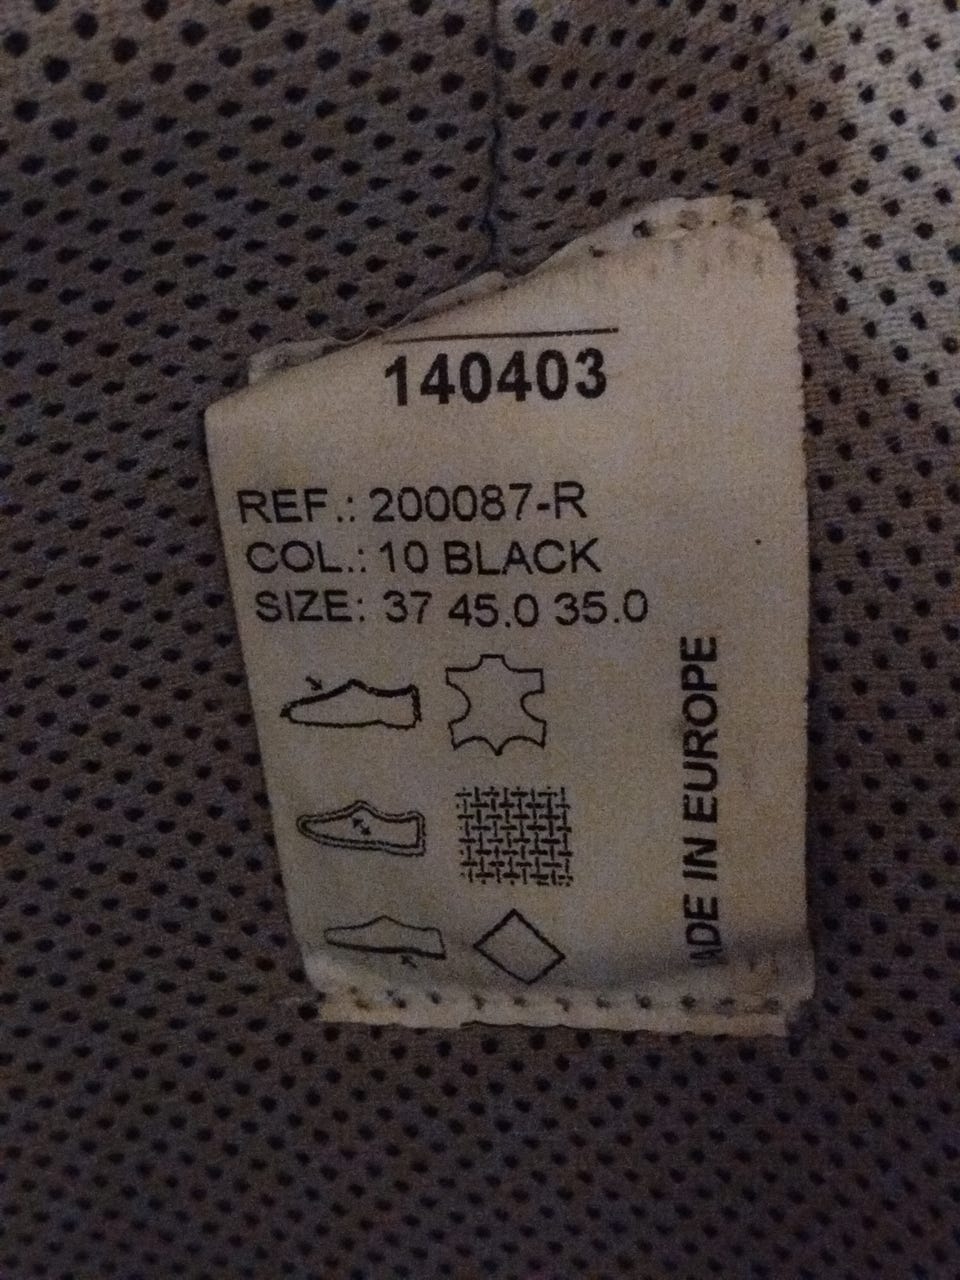 140403
REF.: 200087-R
COL.: 10 BLACK
SIZE: 37 45.0 35.0
ADE IN EUROPE